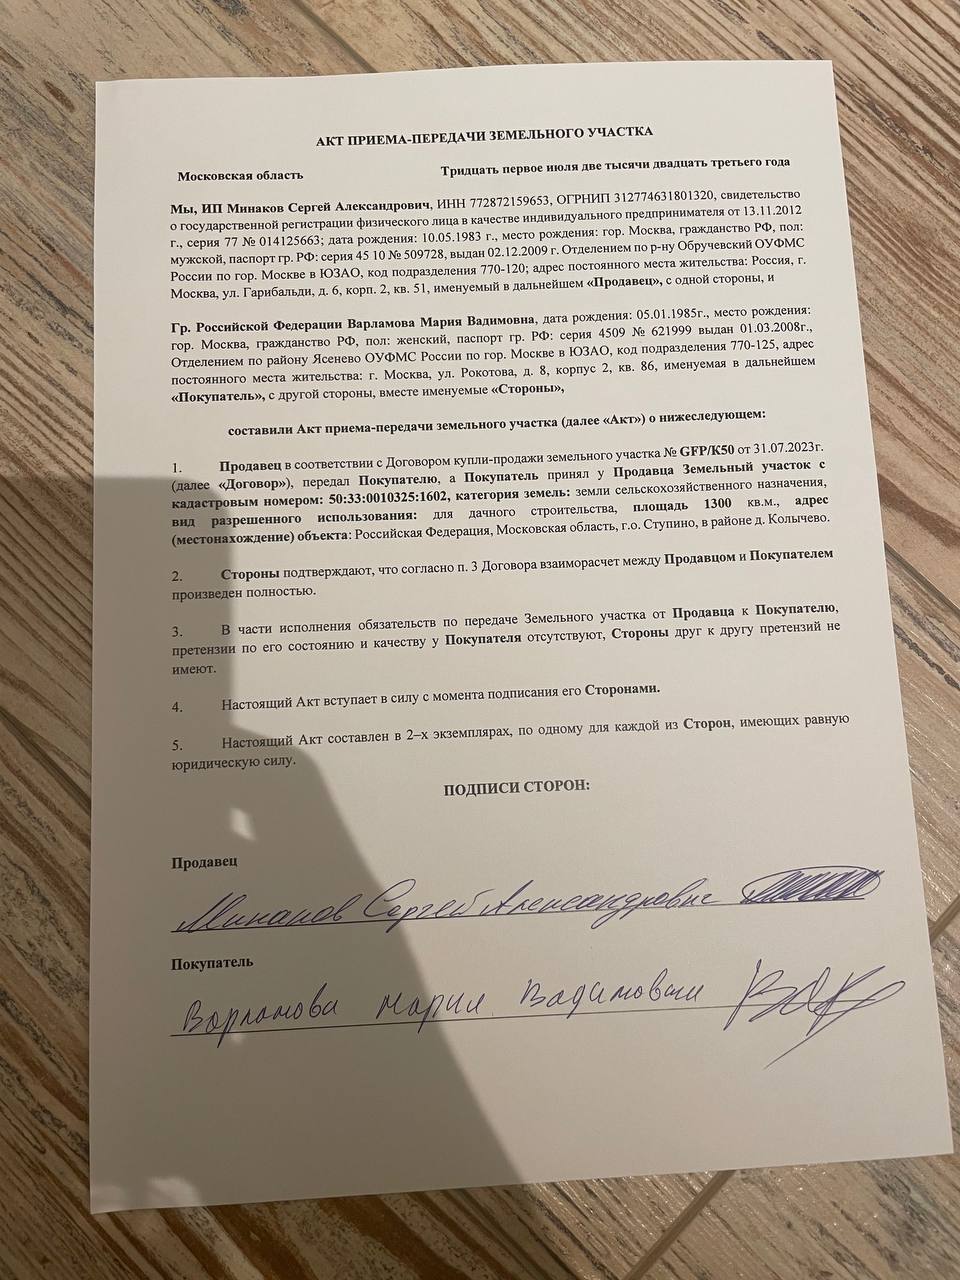 АКТ ПРИЕМА-ПЕРЕДАЧИ ЗЕМЕЛЬНОГО УЧАСТКА
Московская область Тридцать первое июля две тысячи двадцать третьего года
Мы, ИП Минаков Сергей Александрович, ИНН 772872159653, ОГРНИП 312774631801320, свидетельство
о государственной регистрации физического лица в качестве индивидуального предпринимателя от 13.11.2012
г., серия 77 № 014125663; дата рождения: 10.05.1983 г., место рождения: гор. Москва, гражданство РФ, пол:
мужской, паспорт гр. РФ: серия 45 10 № 509728, выдан 02.12.2009 г. Отделением по р-ну Обручевский ОУФМС
России по гор. Москве в ЮЗАО, код подразделения 770-120; адрес постоянного места жительства: Россия, г.
Москва, ул. Гарибальди, д. 6, корп. 2, кв. 51, именуемый в дальнейшем «Продавец», с одной стороны, и
Гр. Российской Федерации Варламова Мария Вадимовна, дата рождения: 05.01.1985г., место рождения:
гор. Москва, гражданство РФ, пол: женский, паспорт гр. РФ: серия 4509 № 621999 выдан 01.03.2008г.,
Отделением по району Ясенево ОУФМС России по гор. Москве в ЮЗАО, код подразделения 770-125, адрес
постоянного места жительства: г. Москва, ул. Рокотова, д. 8, корпус 2, кв. 86, именуемая в дальнейшем
«Покупатель», с другой стороны, вместе именуемые «Стороны»,
составили Акт приема-передачи земельного участка (далее «Акт») о нижеследующем:
1. Продавец в соответствии с Договором купли-продажи земельного участка № GFP/К50 от 31.07.2023г.
(далее «Договор»), передал Покупателю, а Покупатель принял у Продавца Земельный участок с
кадастровым номером: 50:33:0010325:1602, категория земель: земли сельскохозяйственного назначения,
вид разрешенного использования: для дачного строительства, площадь 1300 кв.м., адрес
(местонахождение) объекта: Российская Федерация, Московская область, г.о. Ступино, в районе д. Колычево.
2. Стороны подтверждают, что согласно п. 3 Договора взаиморасчет между Продавцом и Покупателем
произведен полностью.
3. В части исполнения обязательств по передаче Земельного участка от Продавца к Покупателю,
претензии по его состоянию и качеству у Покупателя отсутствуют, Стороны друг к другу претензий не
имеют.
4. Настоящий Акт вступает в силу с момента подписания его Сторонами.
5. Настоящий Акт составлен в 2–х экземплярах, по одному для каждой из Сторон, имеющих равную
юридическую силу.
ПОДПИСИ СТОРОН:
Продавец
Минаков Сергей Александрович
Покупатель
Варламова Мария Вадимовна